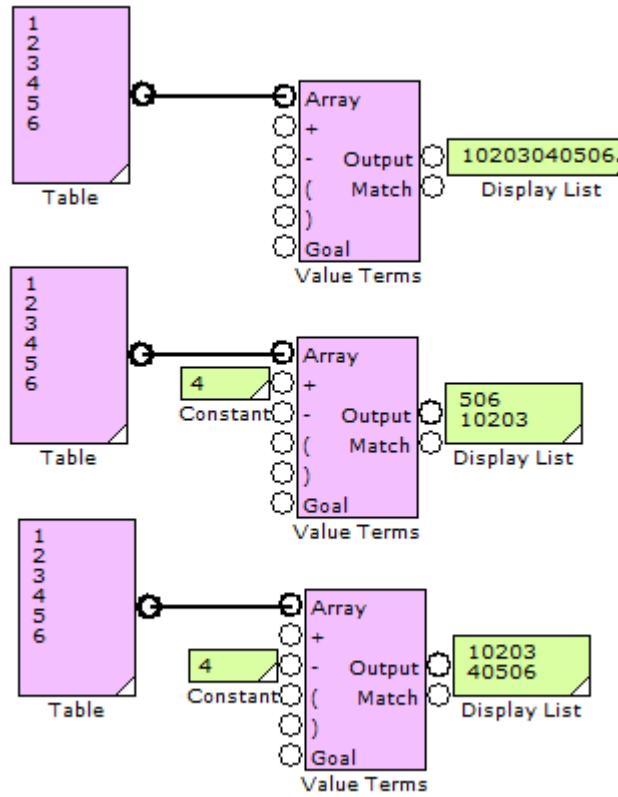 1
2
3
4
5
6
Table
Array
+
-
(
)
Goal
Output
Match
Value Terms
10203040506.
Display List
1
2
3
4
5
6
Table
4
Constant
Array
+
-
(
)
Goal
Output
Match
Value Terms
506
10203
Display List
1
2
3
4
5
6
Table
4
Constant
Array
+
-
(
)
Goal
Output
Match
Value Terms
10203
40506
Display List